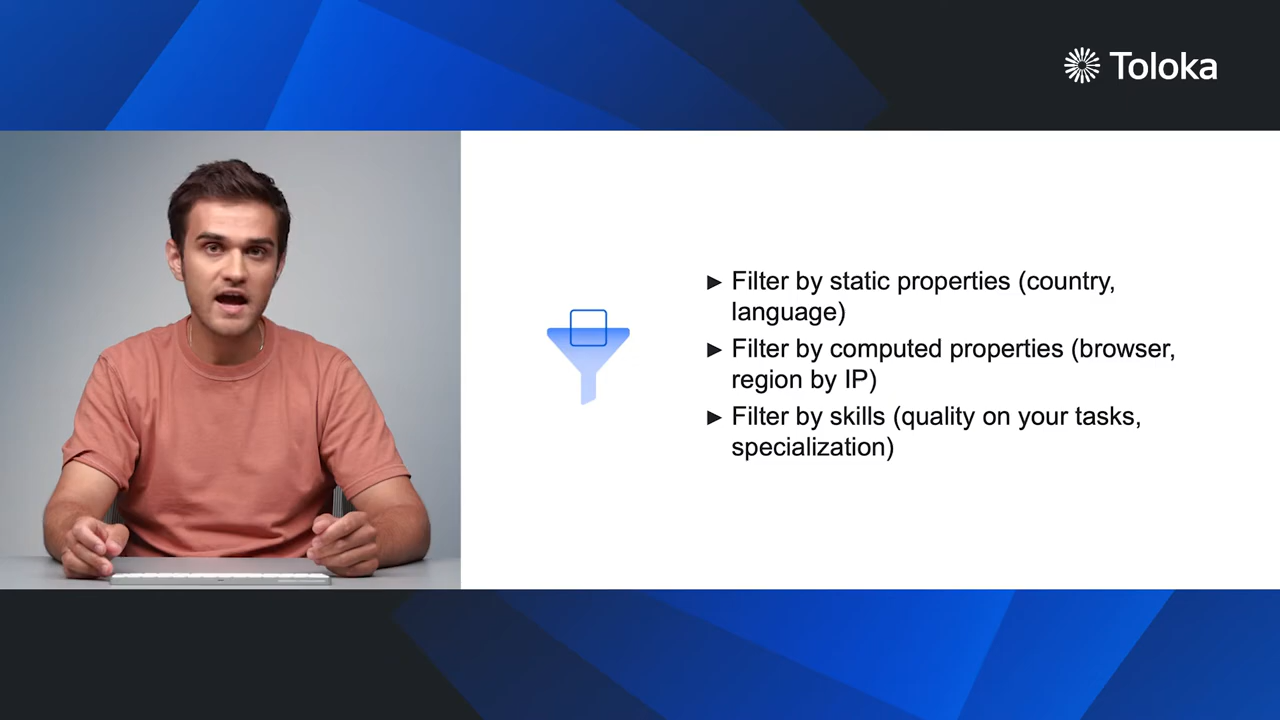 Toloka
► Filter by static properties (country,
language)
► Filter by computed properties (browser,
region by IP)
► Filter by skills (quality on your tasks,
specialization)